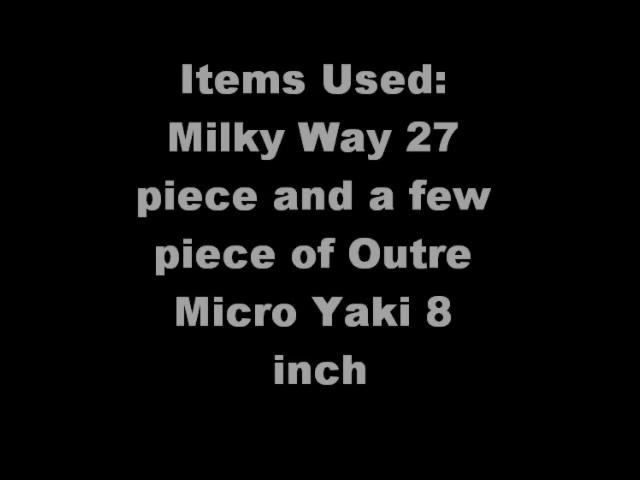 Items Used:
Milky Way 27
piece and a few
piece of Outre
Micro Yaki 8
inch